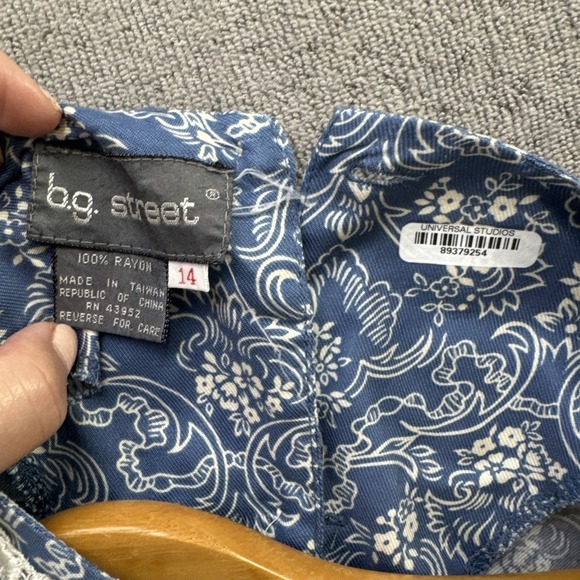 b.g. street®
100% RAYON
14
MADE IN TAIWAN
REPUBLIC OF CHINA
RN 43952
REVERSE FOR CARE
UNIVERSAL STUDIOS
89379254